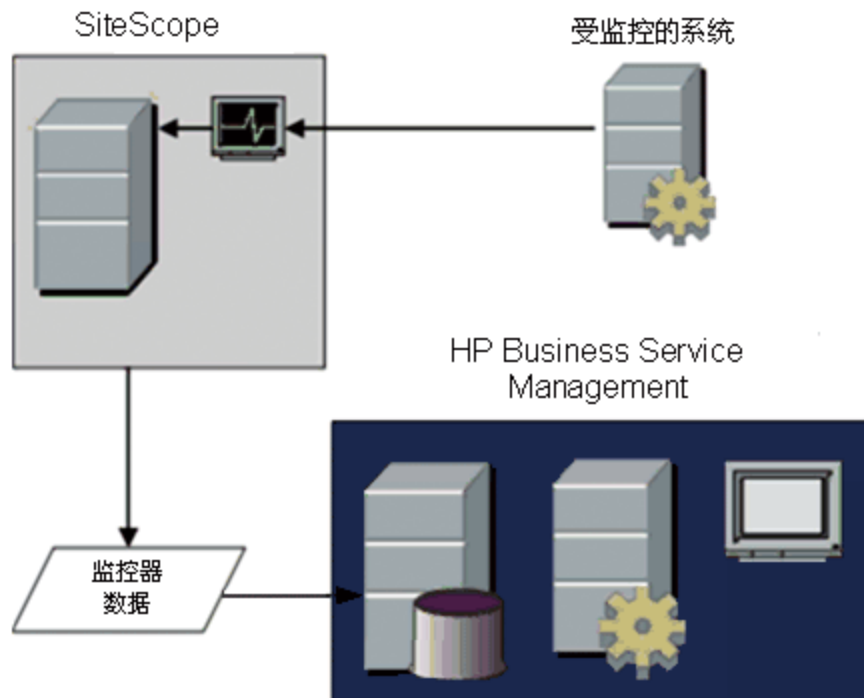 SiteScope
受监控的系统
HP Business Service
Management
监控器
数据